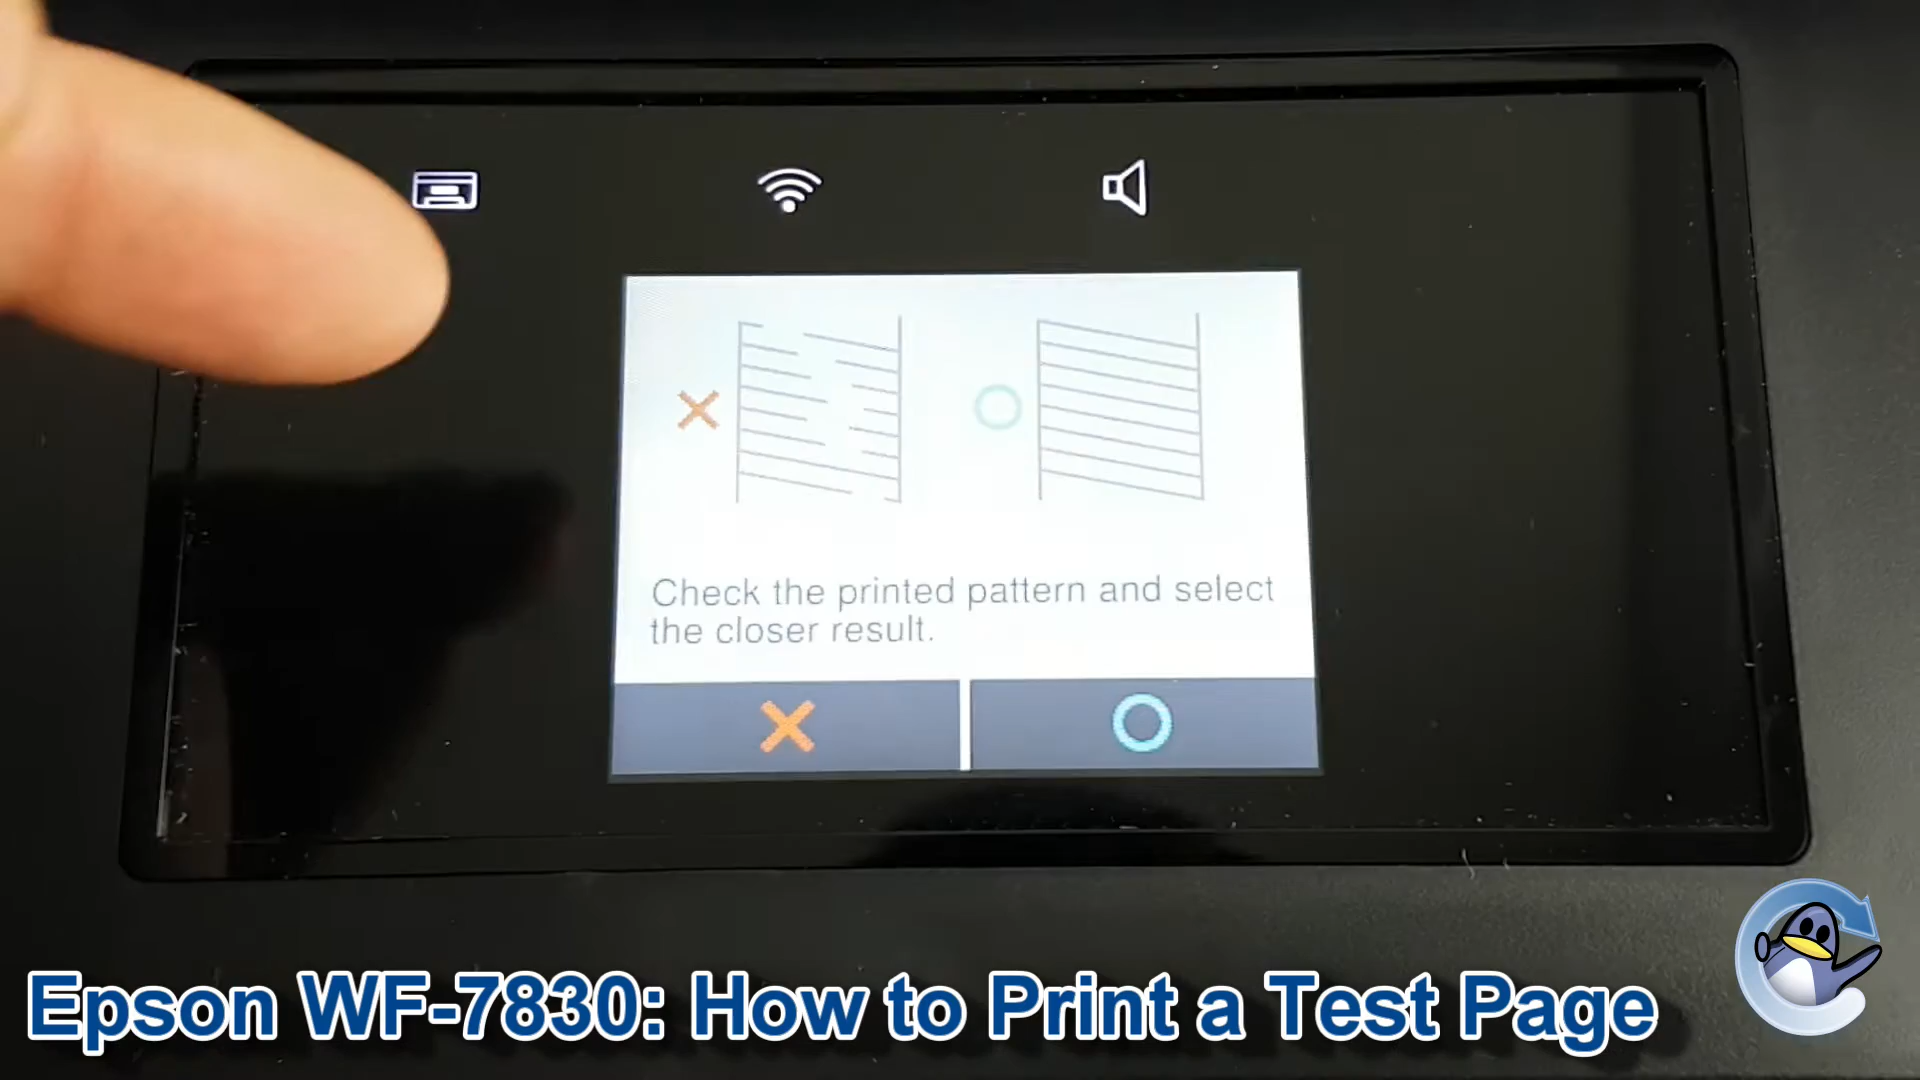 Check the printed pattern and select
the closer result.
Epson WF-7830: How to Print a Test Page